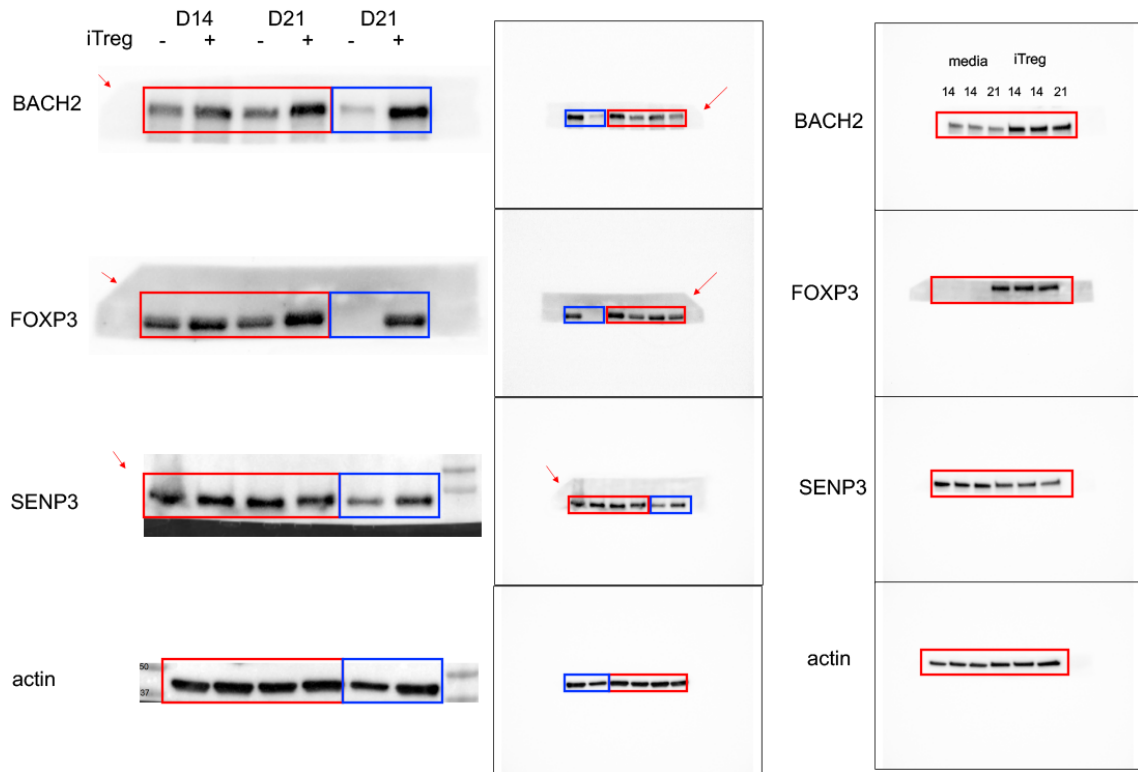 D14 D21 D21
iTreg - + - + - +
BACH2
FOXP3
SENP3
actin
50
37
media iTreg
14 14 21 14 14 21
BACH2
FOXP3
SENP3
actin